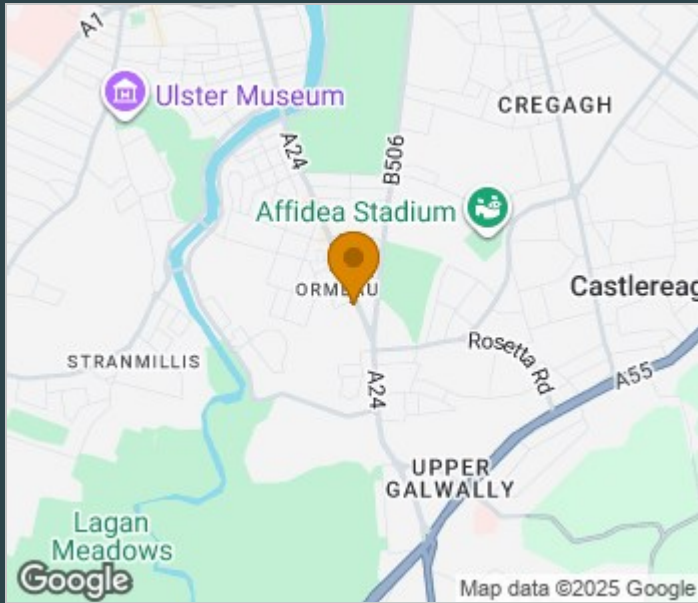 A1
Ulster Museum
A24
B506
CREGAGH
Affidea Stadium
ORMEAU
Castlereag
STRANMILLIS
Rosetta Rd
A55
A24
UPPER
GALWALLY
Lagan
Meadows
Google
Map data ©2025 Google